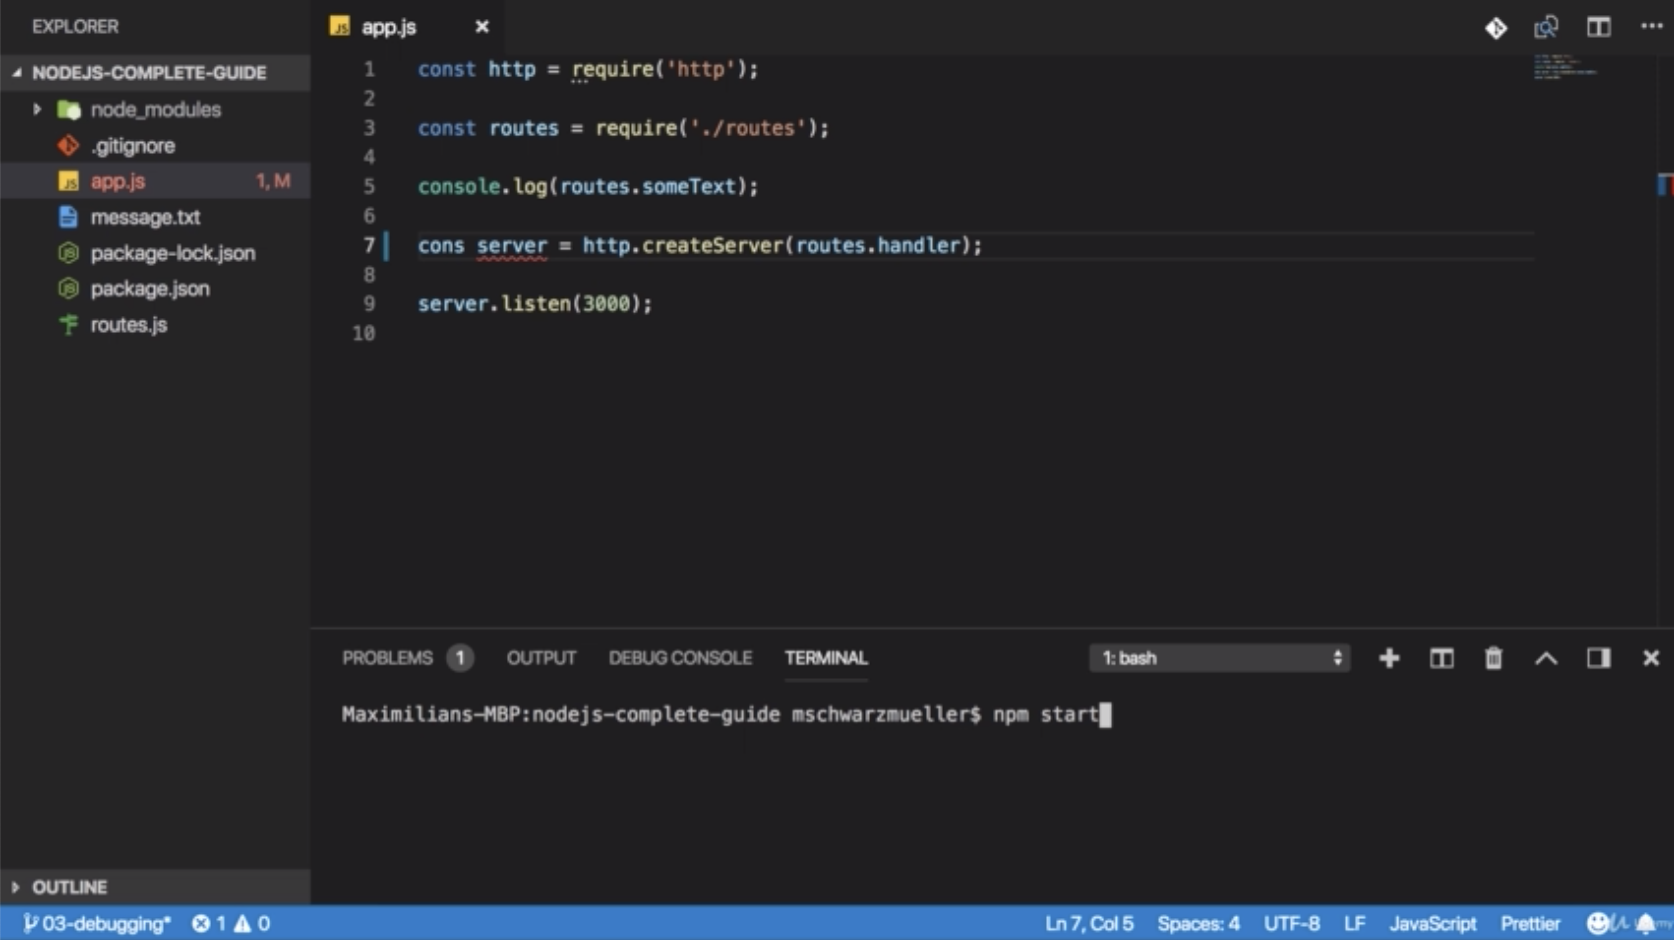 EXPLORER
NODEJS-COMPLETE-GUIDE
node_modules
.gitignore
app.js 1, M
message.txt
package-lock.json
package.json
routes.js
OUTLINE
JS app.js
1 const http = require('http');
2
3 const routes = require('./routes');
4
5 console.log(routes.someText);
6
7 cons server = http.createServer(routes.handler);
8
9 server.listen(3000);
10
PROBLEMS 1 OUTPUT DEBUG CONSOLE TERMINAL 1: bash
Maximilians-MBP:nodejs-complete-guide mschwarzmueller$ npm start
03-debugging* 1 0 Ln 7, Col 5 Spaces: 4 UTF-8 LF JavaScript Prettier